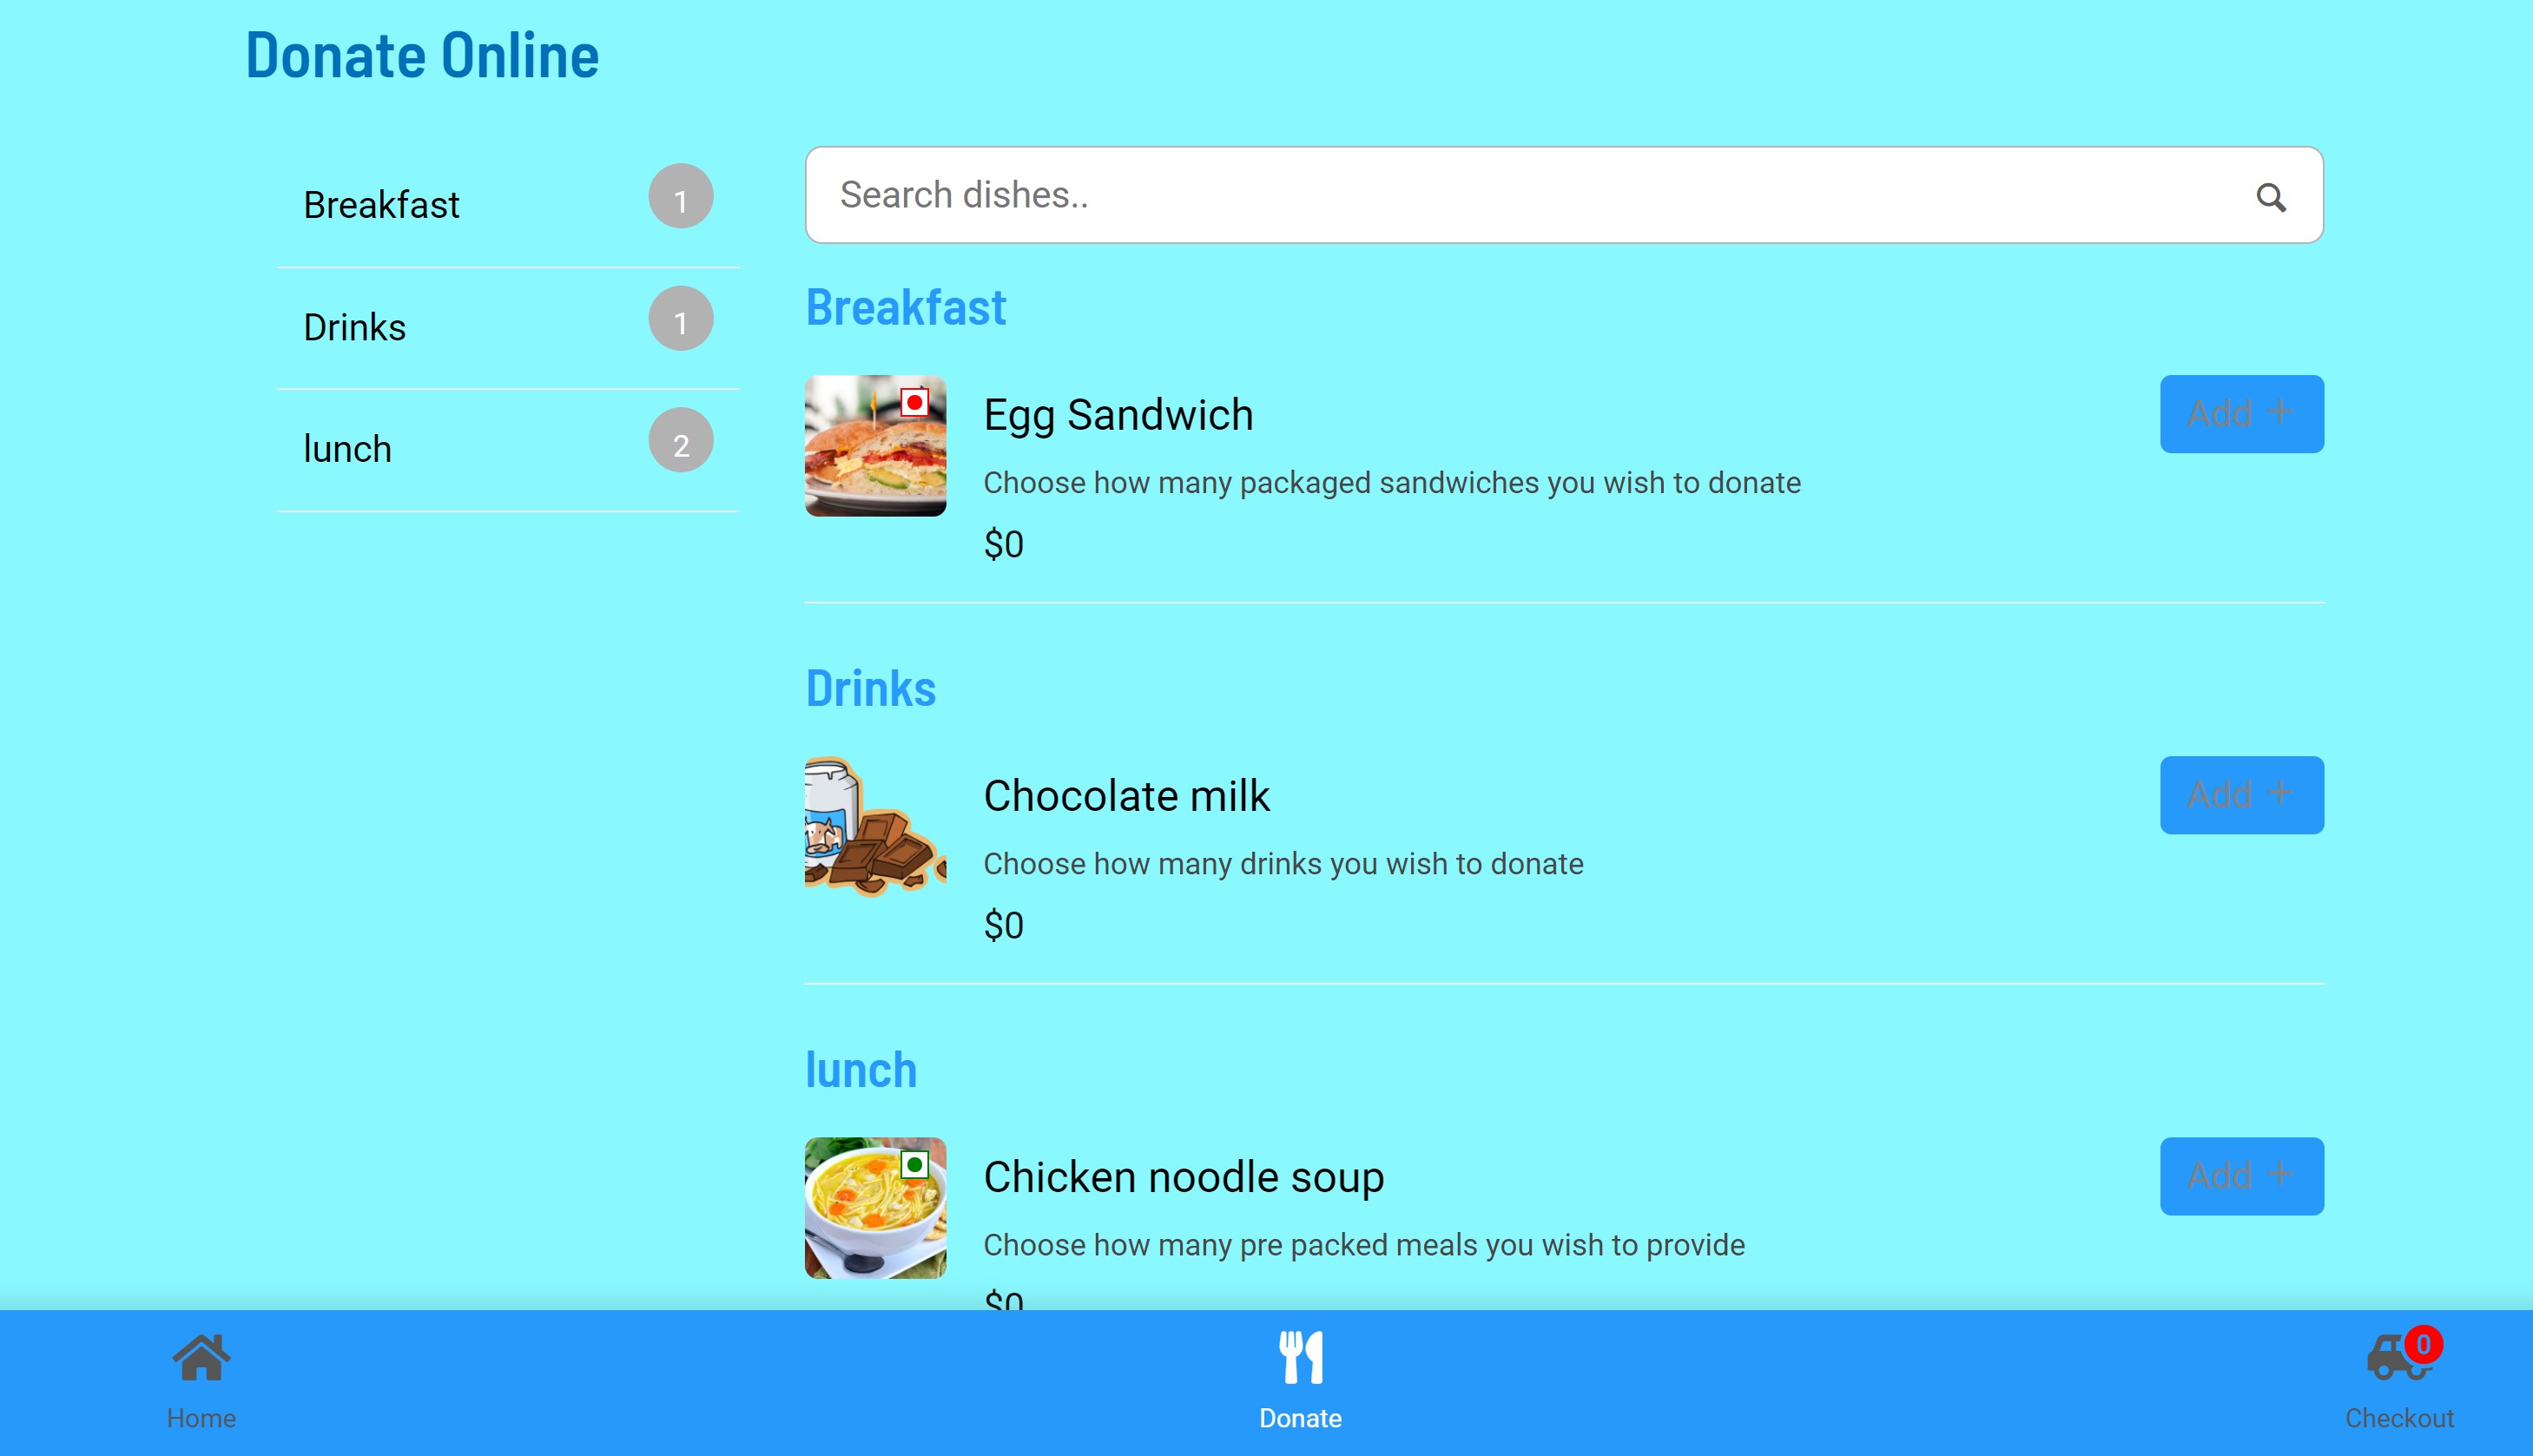 Donate Online
Breakfast 1
Drinks 1
lunch 2
Search dishes..
Breakfast
Egg Sandwich
Add +
Choose how many packaged sandwiches you wish to donate
$0
Drinks
Chocolate milk
Add +
Choose how many drinks you wish to donate
$0
lunch
Chicken noodle soup
Add +
Choose how many pre packed meals you wish to provide
$0
0
Home
Donate
Checkout